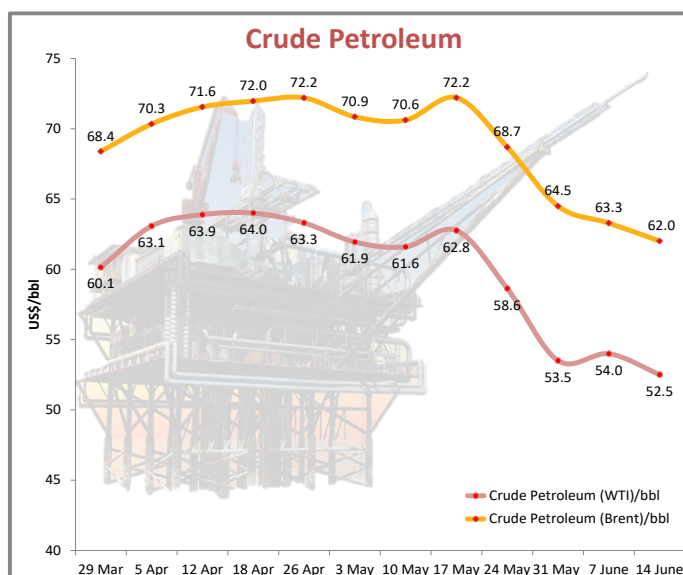 Crude Petroleum
75
70
65
60
55
50
45
40
US$/bbl
68.4 70.3 71.6 72.0 72.2 70.9 70.6 72.2 68.7 64.5 63.3 62.0
60.1 63.1 63.9 64.0 63.3 61.9 61.6 62.8 58.6 53.5 54.0 52.5
Crude Petroleum (WTI)/bbl
Crude Petroleum (Brent)/bbl
29 Mar 5 Apr 12 Apr 18 Apr 26 Apr 3 May 10 May 17 May 24 May 31 May 7 June 14 June